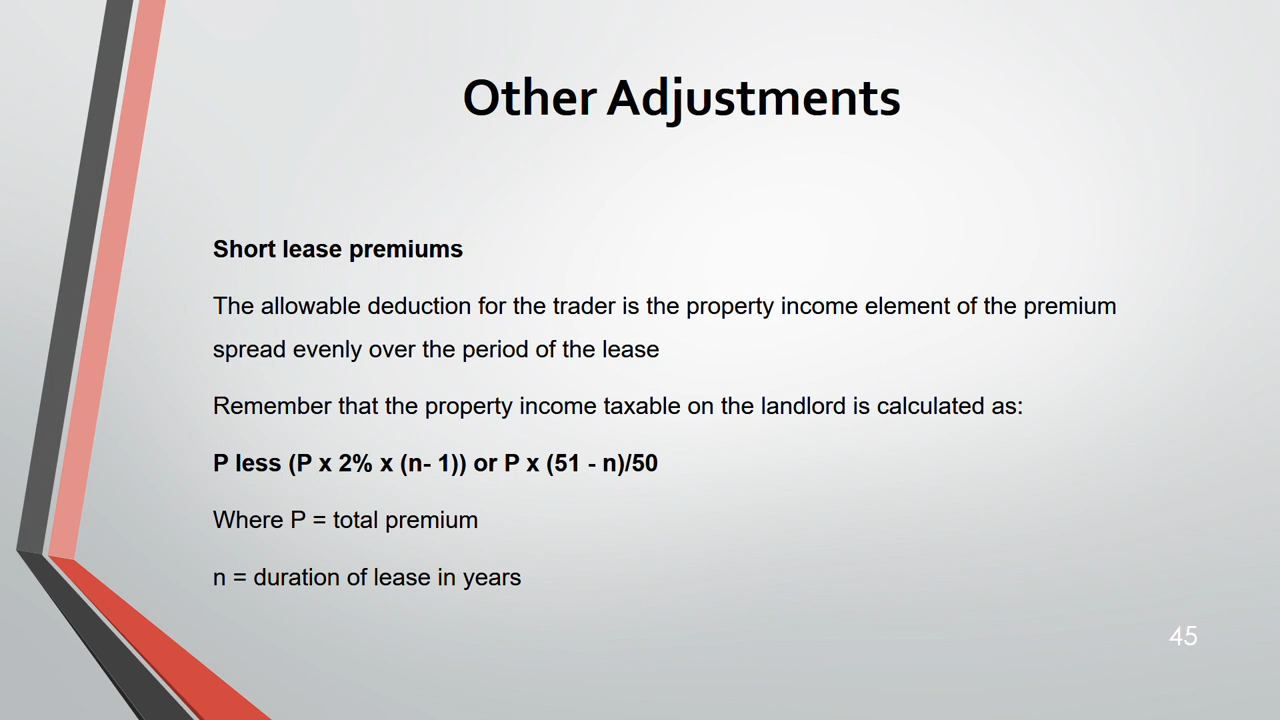 Other Adjustments
Short lease premiums
The allowable deduction for the trader is the property income element of the premium
spread evenly over the period of the lease
Remember that the property income taxable on the landlord is calculated as:
P less (P x 2% x (n- 1)) or P x (51 - n)/50
Where P = total premium
n = duration of lease in years
45